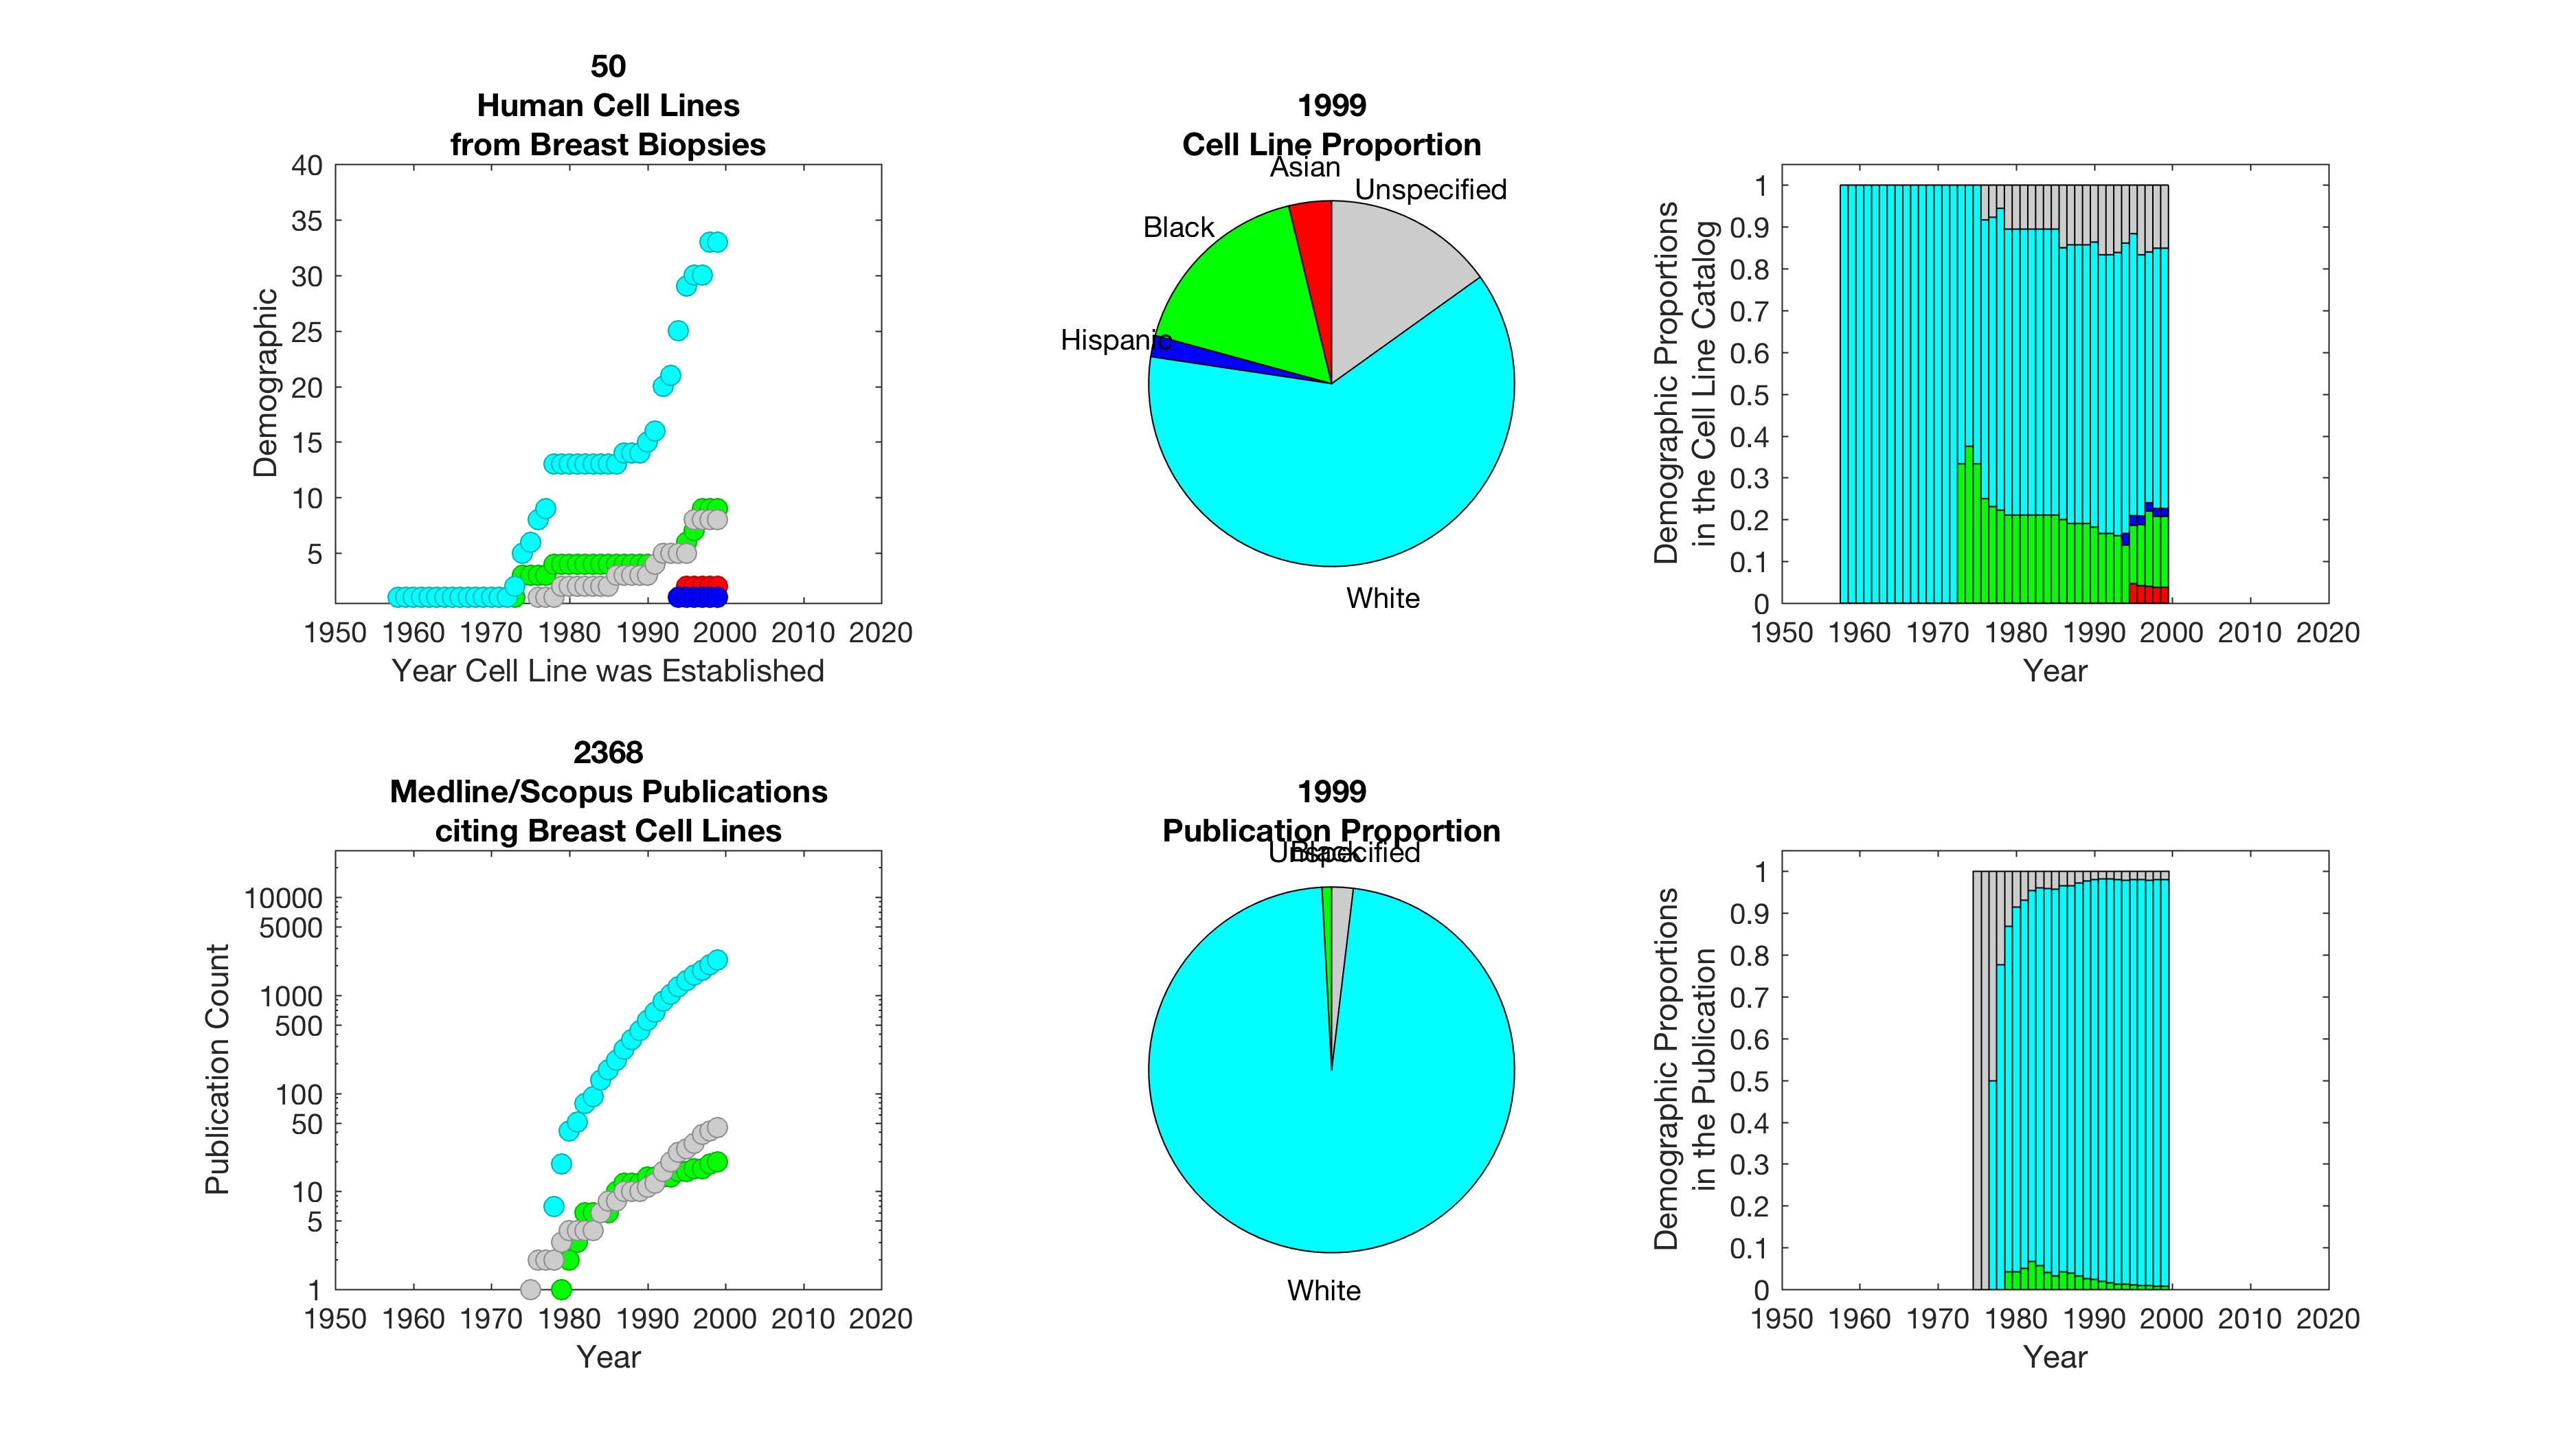 50
Human Cell Lines
from Breast Biopsies
40
35
30
25
20
15
10
5
Demographic
1950 1960 1970 1980 1990 2000 2010 2020
Year Cell Line was Established
1999
Cell Line Proportion
Asian
Unspecified
Black
Hispanic
White
Demographic Proportions
in the Cell Line Catalog
1
0.9
0.8
0.7
0.6
0.5
0.4
0.3
0.2
0.1
0
1950 1960 1970 1980 1990 2000 2010 2020
Year
2368
Medline/Scopus Publications
citing Breast Cell Lines
Publication Count
10000
5000
1000
500
100
50
10
5
1
1950 1960 1970 1980 1990 2000 2010 2020
Year
1999
Publication Proportion
Unspecified
Black
White
Demographic Proportions
in the Publication
1
0.9
0.8
0.7
0.6
0.5
0.4
0.3
0.2
0.1
0
1950 1960 1970 1980 1990 2000 2010 2020
Year